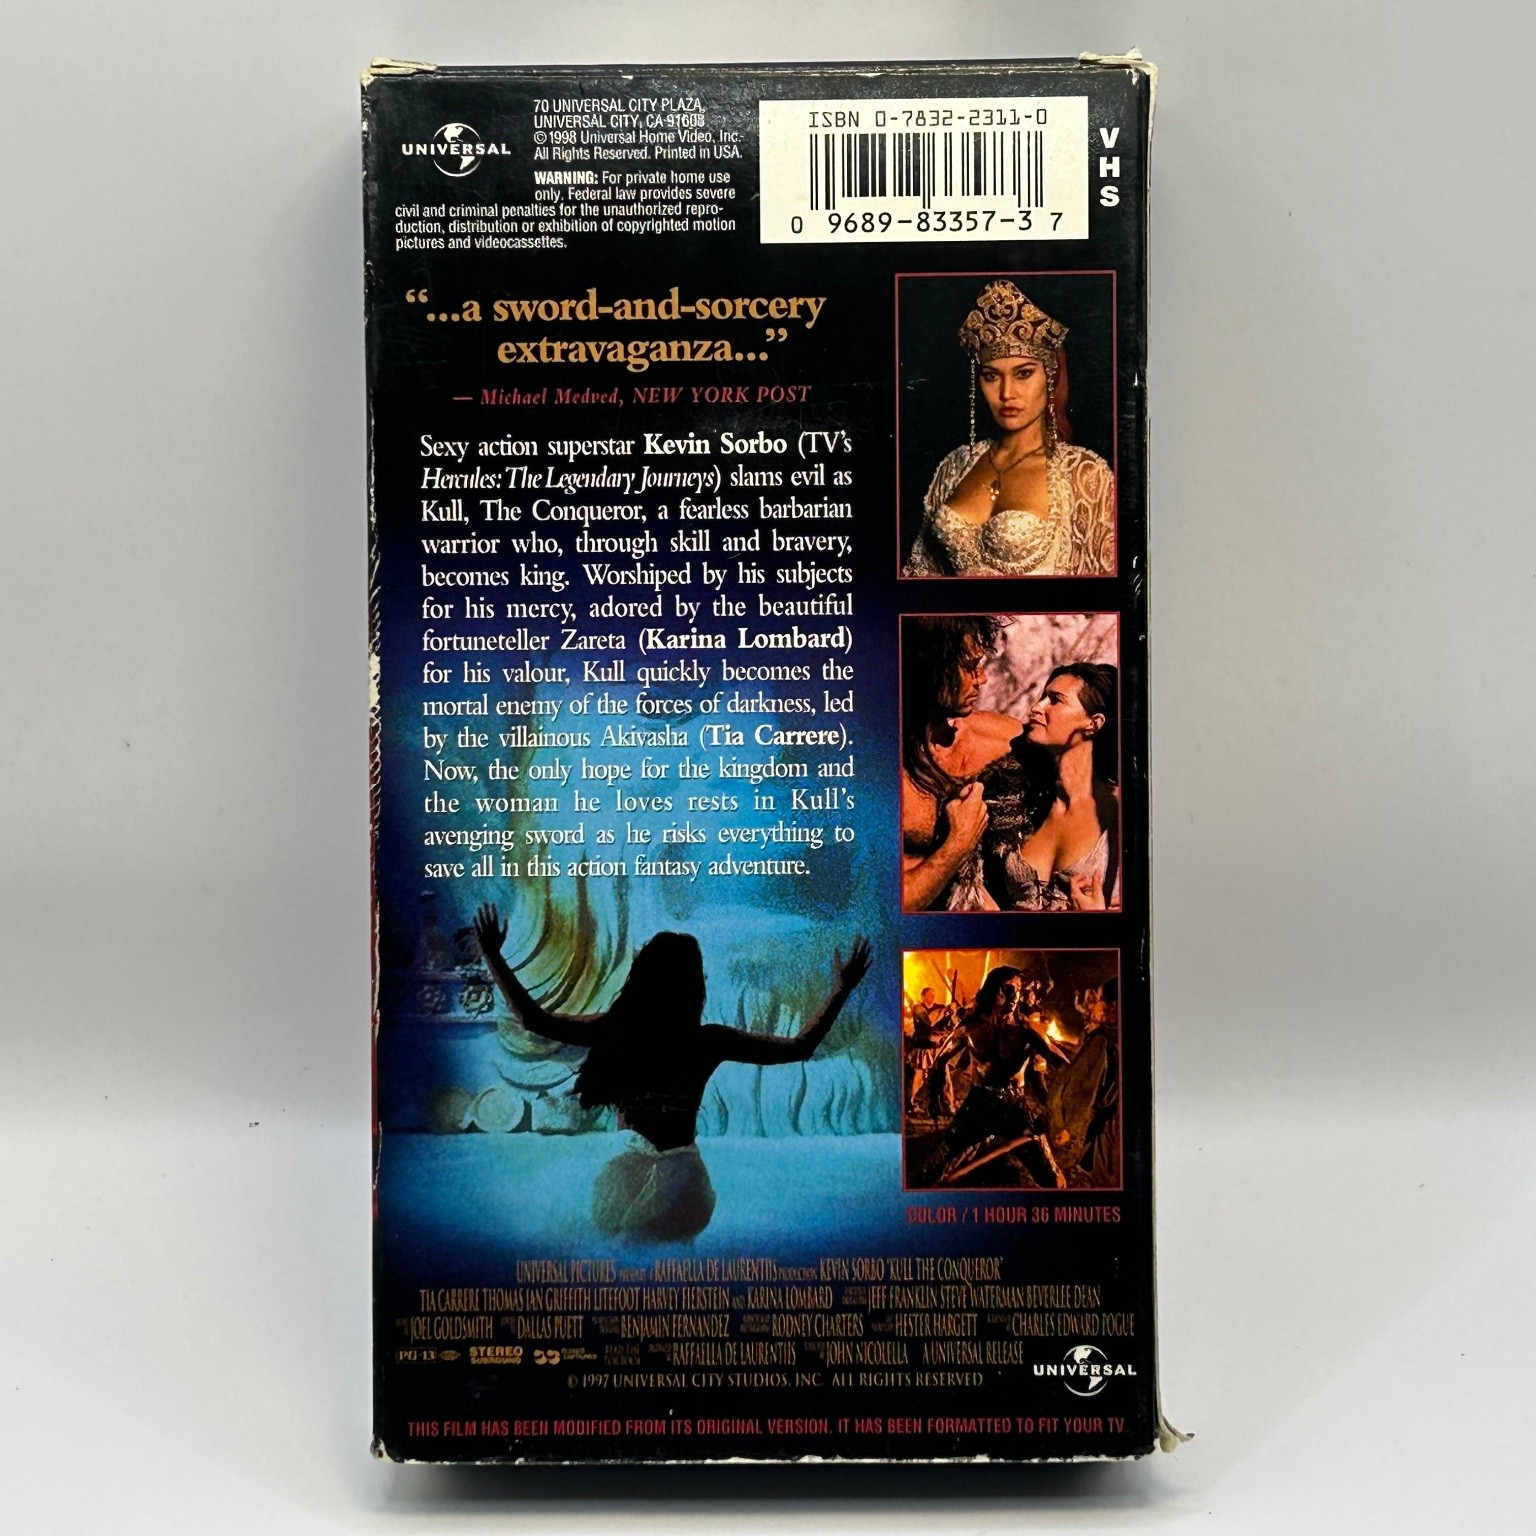 UNIVERSAL
70 UNIVERSAL CITY PLAZA,
UNIVERSAL CITY, CA 91608
© 1998 Universal Home Video, Inc.
All Rights Reserved. Printed in USA.
WARNING: For private home use
only. Federal law provides severe
civil and criminal penalties for the unauthorized repro-
duction, distribution or exhibition of copyrighted motion
pictures and videocassettes.
ISBN 0-7832-2311-0
0 9689-83357-3 7
VHS
“...a sword-and-sorcery
extravaganza...”
— Michael Medved, NEW YORK POST
Sexy action superstar Kevin Sorbo (TV's
Hercules: The Legendary Journeys) slams evil as
Kull, The Conqueror, a fearless barbarian
warrior who, through skill and bravery,
becomes king. Worshiped by his subjects
for his mercy, adored by the beautiful
fortuneteller Zareta (Karina Lombard)
for his valour, Kull quickly becomes the
mortal enemy of the forces of darkness, led
by the villainous Akivasha (Tia Carrere).
Now, the only hope for the kingdom and
the woman he loves rests in Kull's
avenging sword as he risks everything to
save all in this action fantasy adventure.
COLOR / 1 HOUR 36 MINUTES
UNIVERSAL PICTURES RAFFAELLA DE LAURENTIIS PRODUCTION KEVIN SORBO "KULL THE CONQUEROR"
TIA CARRERE THOMAS IAN GRIFFITH LITEFOOT HARVEY FIERSTEIN AND KARINA LOMBARD JEFF FRANKLIN STEVE WATERMAN BEVERLEE DEAN
JOEL GOLDSMITH DALLAS PUETT BENJAMIN FERNANDEZ RODNEY CHARTERS HESTER HARGETT CHARLES EDWARD POGUE
PG-13 STEREO SURROUND RAFFAELLA DE LAURENTIIS JOHN NICOLELLA A UNIVERSAL RELEASE
© 1997 UNIVERSAL CITY STUDIOS, INC. ALL RIGHTS RESERVED
UNIVERSAL
THIS FILM HAS BEEN MODIFIED FROM ITS ORIGINAL VERSION. IT HAS BEEN FORMATTED TO FIT YOUR TV.